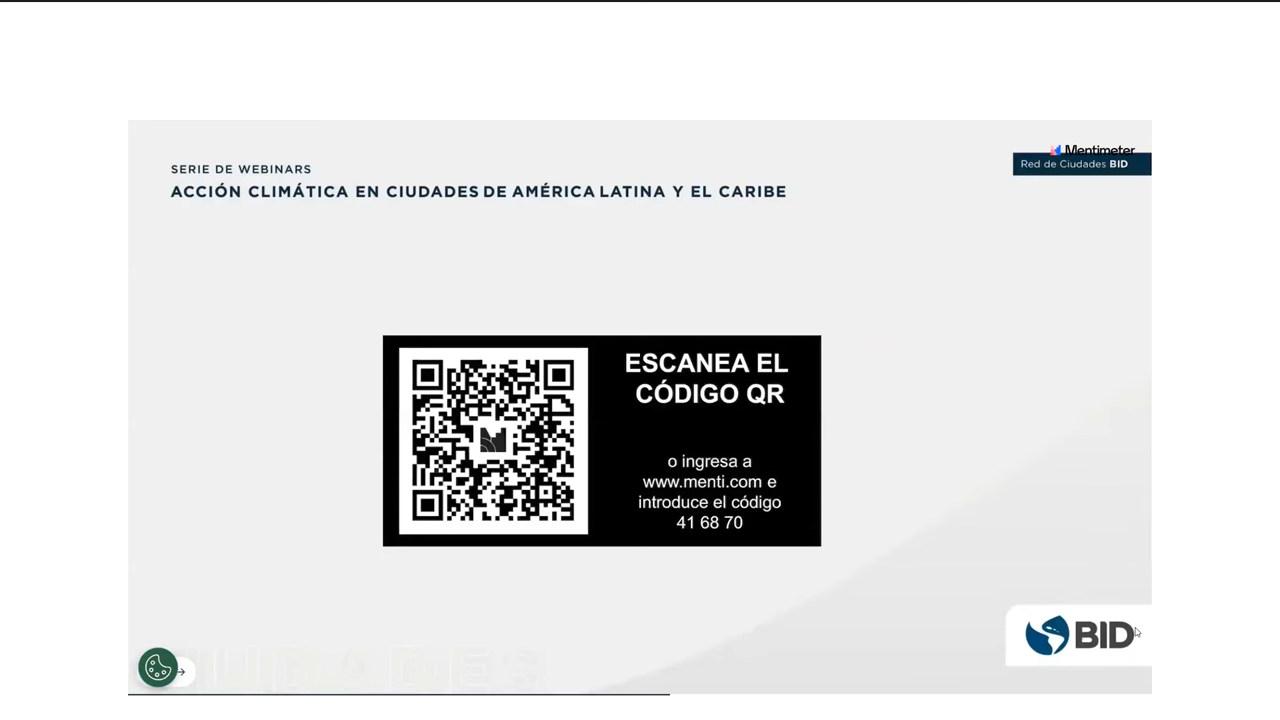 SERIE DE WEBINARS
ACCIÓN CLIMÁTICA EN CIUDADES DE AMÉRICA LATINA Y EL CARIBE
Mentimeter
Red de Ciudades BID
ESCANEA EL
CÓDIGO QR
o ingresa a
www.menti.com e
introduce el código
41 68 70
BID